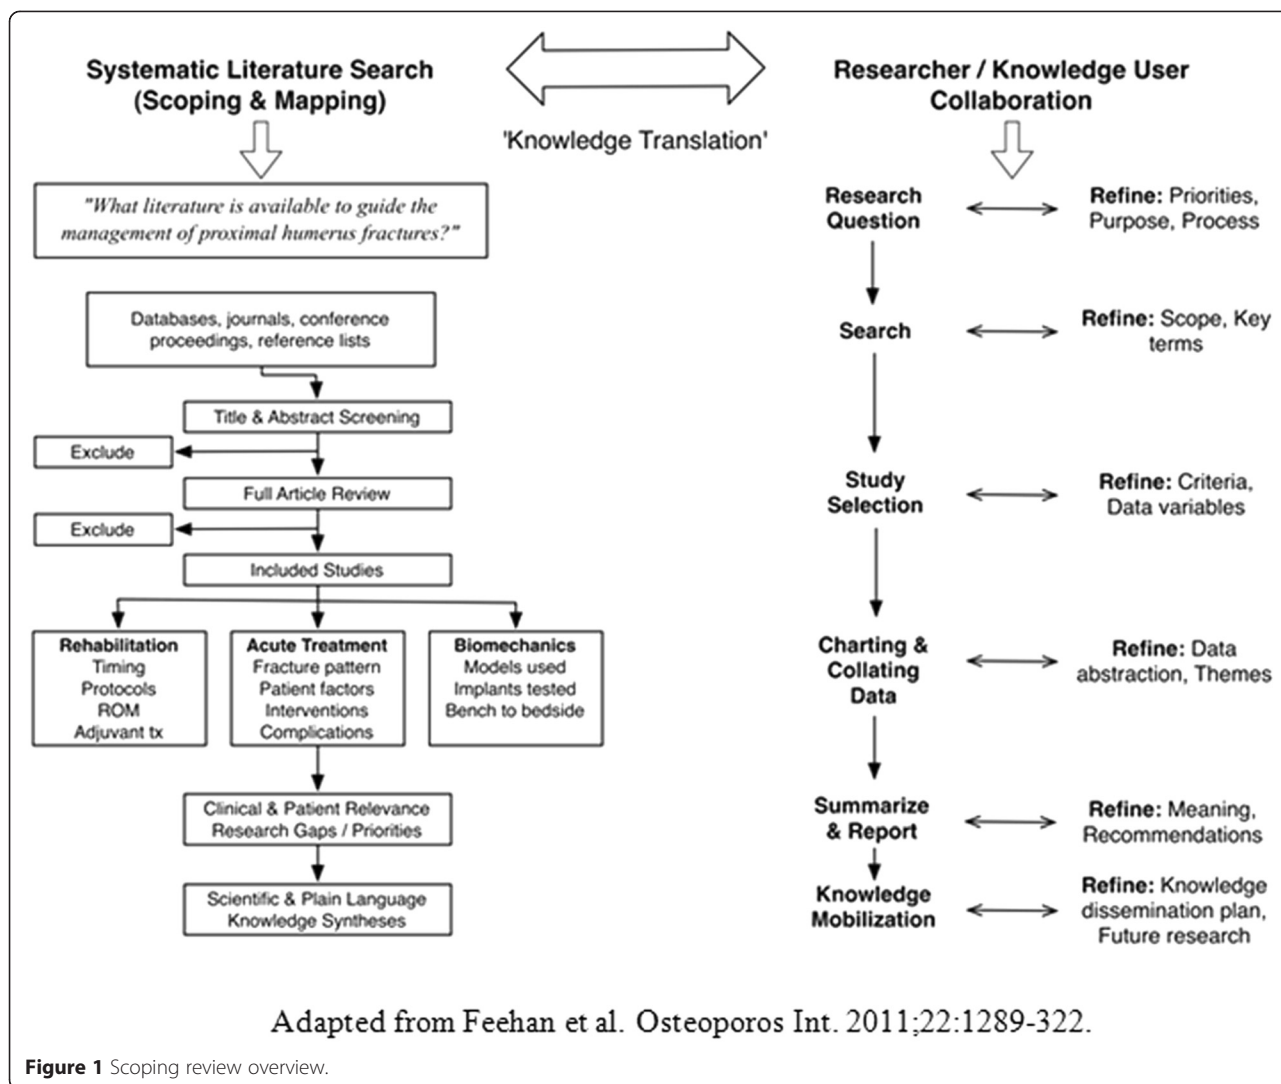 Systematic Literature Search
(Scoping & Mapping)
'Knowledge Translation'
Researcher / Knowledge User
Collaboration
"What literature is available to guide the
management of proximal humerus fractures?"
Databases, journals, conference
proceedings, reference lists
Title & Abstract Screening
Exclude
Full Article Review
Exclude
Included Studies
Rehabilitation
Timing
Protocols
ROM
Adjuvant tx
Acute Treatment
Fracture pattern
Patient factors
Interventions
Complications
Biomechanics
Models used
Implants tested
Bench to bedside
Clinical & Patient Relevance
Research Gaps / Priorities
Scientific & Plain Language
Knowledge Syntheses
Research
Question
Refine: Priorities,
Purpose, Process
Search
Refine: Scope, Key
terms
Study
Selection
Refine: Criteria,
Data variables
Charting &
Collating
Data
Refine: Data
abstraction, Themes
Summarize
& Report
Refine: Meaning,
Recommendations
Knowledge
Mobilization
Refine: Knowledge
dissemination plan,
Future research
Adapted from Feehan et al. Osteoporos Int. 2011;22:1289-322.
Figure 1 Scoping review overview.